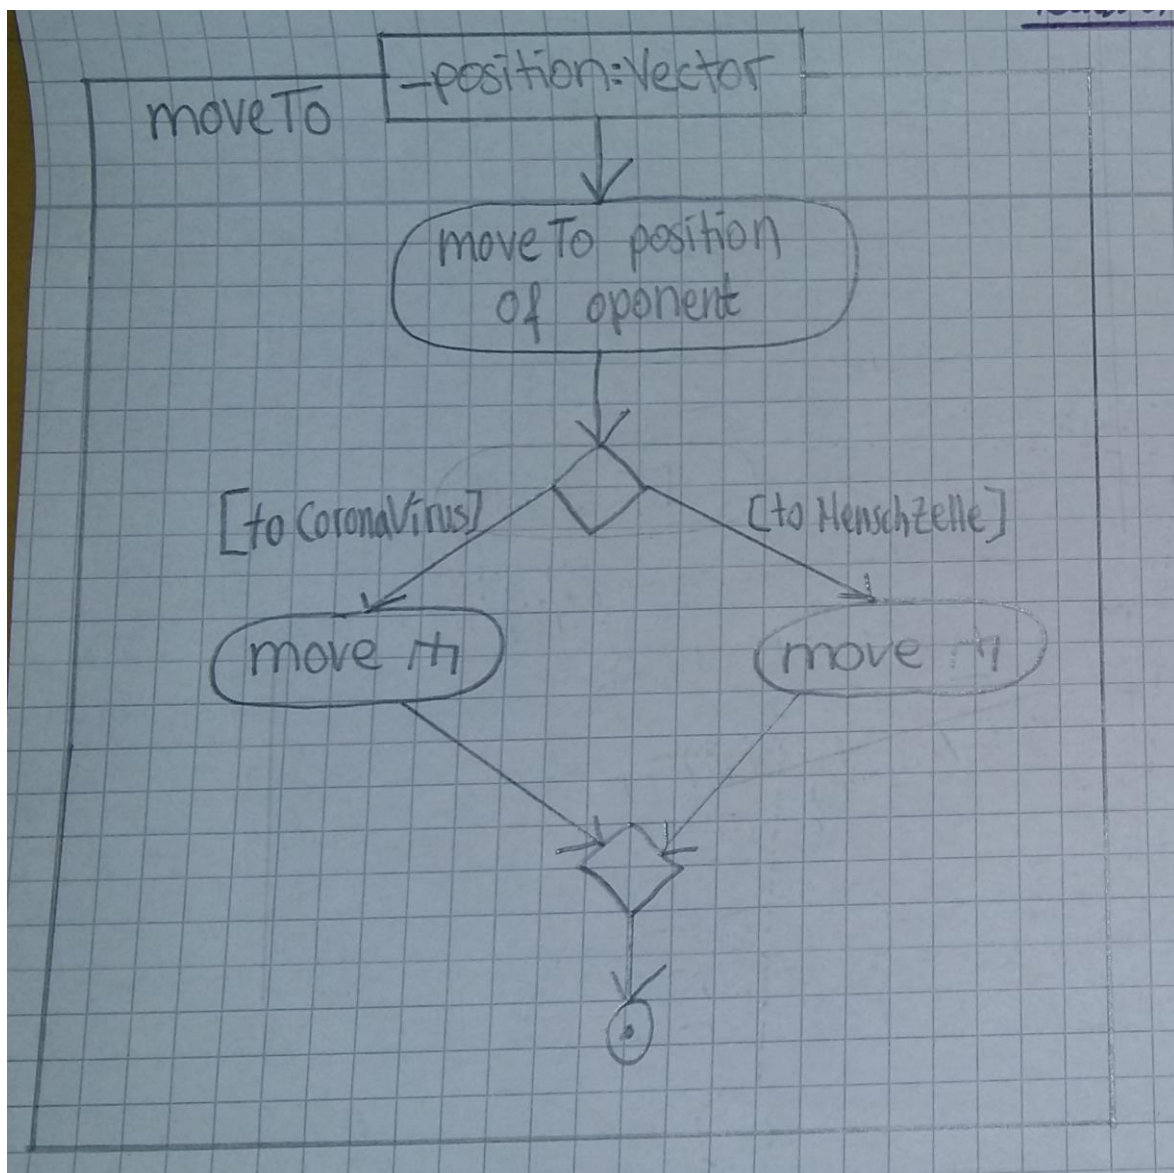 -position:Vector
moveTo
moveTo position
of oponent
[to CoronaVirus]
[to MenschZelle]
move
move